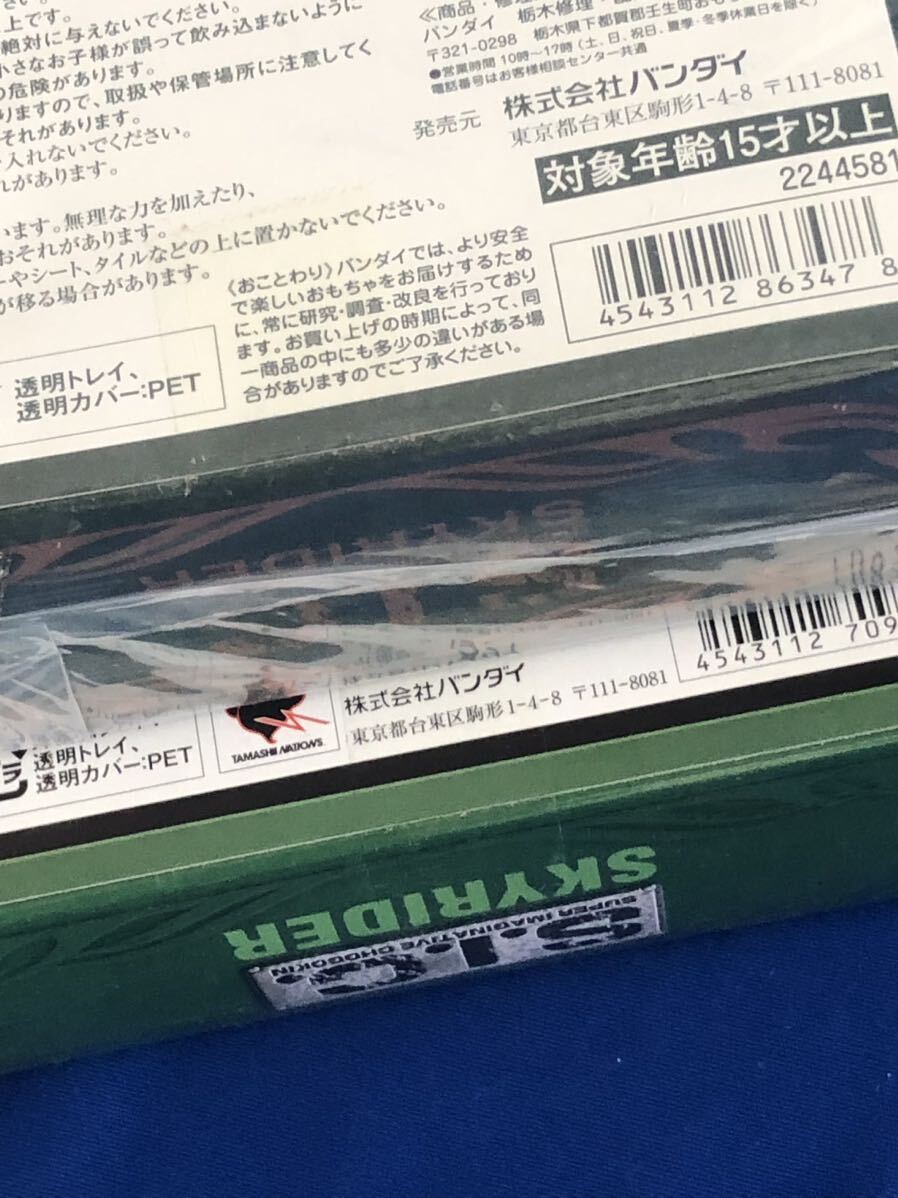 上です。
絶対に与えないでください。
小さなお子様が誤って飲み込まないように
の危険があります。
りますので、取扱や保管場所に注意してく
それがあります。
入れないでください。
れがあります。
います。無理な力を加えたり、
おそれがあります。
ーやシート、タイルなどの上に置かないでください。
が移る場合があります。
透明トレイ、
透明カバー:PET
バンダイ 栃木修理
〒321-0298 栃木県下都賀郡壬生町おも
●営業時間 10時〜17時(土、日、祝日、夏季・冬季休業日を除く)
電話番号はお客様相談センター共通
発売元 株式会社バンダイ
東京都台東区駒形1-4-8 〒111-8081
対象年齢15才以上
2244581
4543112 86347 8
《おことわり》バンダイでは、より安全
で楽しいおもちゃをお届けするため
に、常に研究・調査・改良を行っており
ます。お買い上げの時期によって、同
一商品の中にも多少の違いがある場
合がありますのでご了承ください。
SKYRIDER
4543112 709
株式会社バンダイ
東京都台東区駒形1-4-8 〒111-8081
TAMASHII NATIONS
プラ
透明トレイ、
透明カバー:PET
SKYRIDER
SUPER IMAGINATIVE CHOGOKIN
S.I.C.